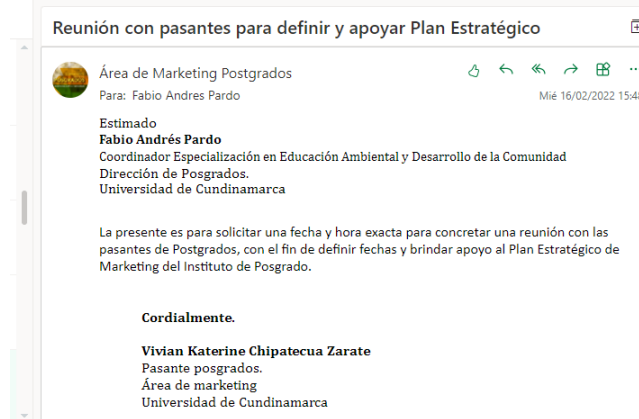 Reunión con pasantes para definir y apoyar Plan Estratégico
Área de Marketing Postgrados
Para: Fabio Andres Pardo
Mié 16/02/2022 15:48
Estimado
Fabio Andrés Pardo
Coordinador Especialización en Educación Ambiental y Desarrollo de la Comunidad
Dirección de Posgrados.
Universidad de Cundinamarca
La presente es para solicitar una fecha y hora exacta para concretar una reunión con las
pasantes de Postgrados, con el fin de definir fechas y brindar apoyo al Plan Estratégico de
Marketing del Instituto de Posgrado.
Cordialmente.
Vivian Katerine Chipatecua Zarate
Pasante posgrados.
Área de marketing
Universidad de Cundinamarca